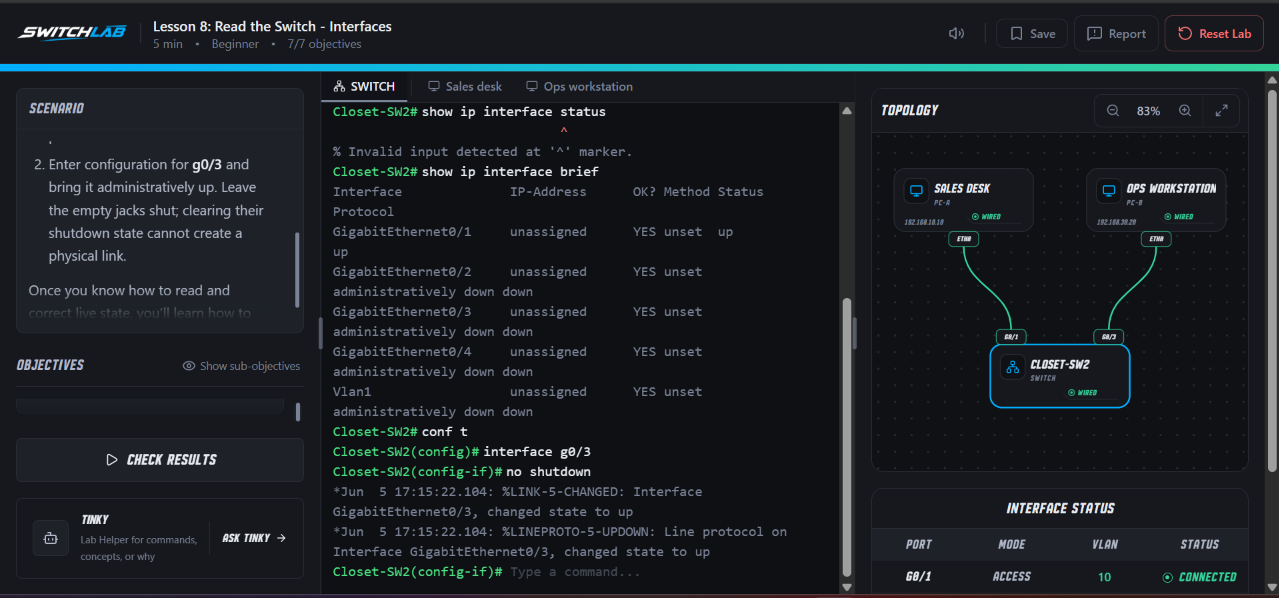 SWITCHLAB
Lesson 8: Read the Switch - Interfaces
5 min • Beginner • 7/7 objectives
Save
Report
Reset Lab
SCENARIO
.
2. Enter configuration for g0/3 and
bring it administratively up. Leave
the empty jacks shut; clearing their
shutdown state cannot create a
physical link.
Once you know how to read and
correct live state, you'll learn how to
OBJECTIVES
Show sub-objectives
CHECK RESULTS
TINKY
Lab Helper for commands,
concepts, or why
ASK TINKY →
SWITCH
Sales desk
Ops workstation
Closet-SW2# show ip interface status
^
% Invalid input detected at '^' marker.
Closet-SW2# show ip interface brief
Interface IP-Address OK? Method Status
Protocol
GigabitEthernet0/1 unassigned YES unset up
up
GigabitEthernet0/2 unassigned YES unset
administratively down down
GigabitEthernet0/3 unassigned YES unset
administratively down down
GigabitEthernet0/4 unassigned YES unset
administratively down down
Vlan1 unassigned YES unset
administratively down down
Closet-SW2# conf t
Closet-SW2(config)# interface g0/3
Closet-SW2(config-if)# no shutdown
*Jun  5 17:15:22.104: %LINK-5-CHANGED: Interface
GigabitEthernet0/3, changed state to up
*Jun  5 17:15:22.104: %LINEPROTO-5-UPDOWN: Line protocol on
Interface GigabitEthernet0/3, changed state to up
Closet-SW2(config-if)# Type a command...
TOPOLOGY
83%
SALES DESK
PC-A
WIRED
192.168.10.10
ETH0
OPS WORKSTATION
PC-B
WIRED
192.168.30.20
ETH0
G0/1
G0/3
CLOSET-SW2
SWITCH
WIRED
INTERFACE STATUS
PORT MODE VLAN STATUS
G0/1 ACCESS 10 CONNECTED